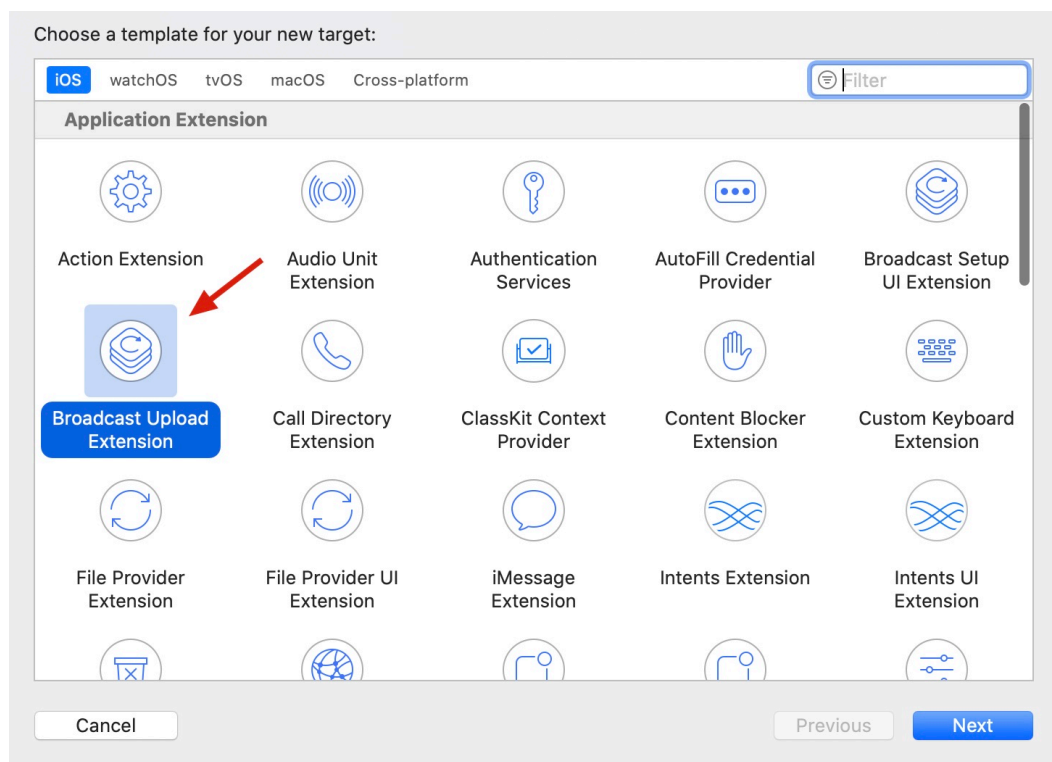 Choose a template for your new target:
iOS watchOS tvOS macOS Cross-platform Filter
Application Extension
Action Extension
Audio Unit
Extension
Authentication
Services
AutoFill Credential
Provider
Broadcast Setup
UI Extension
Broadcast Upload
Extension
Call Directory
Extension
ClassKit Context
Provider
Content Blocker
Extension
Custom Keyboard
Extension
File Provider
Extension
File Provider UI
Extension
iMessage
Extension
Intents Extension
Intents UI
Extension
Cancel Previous Next